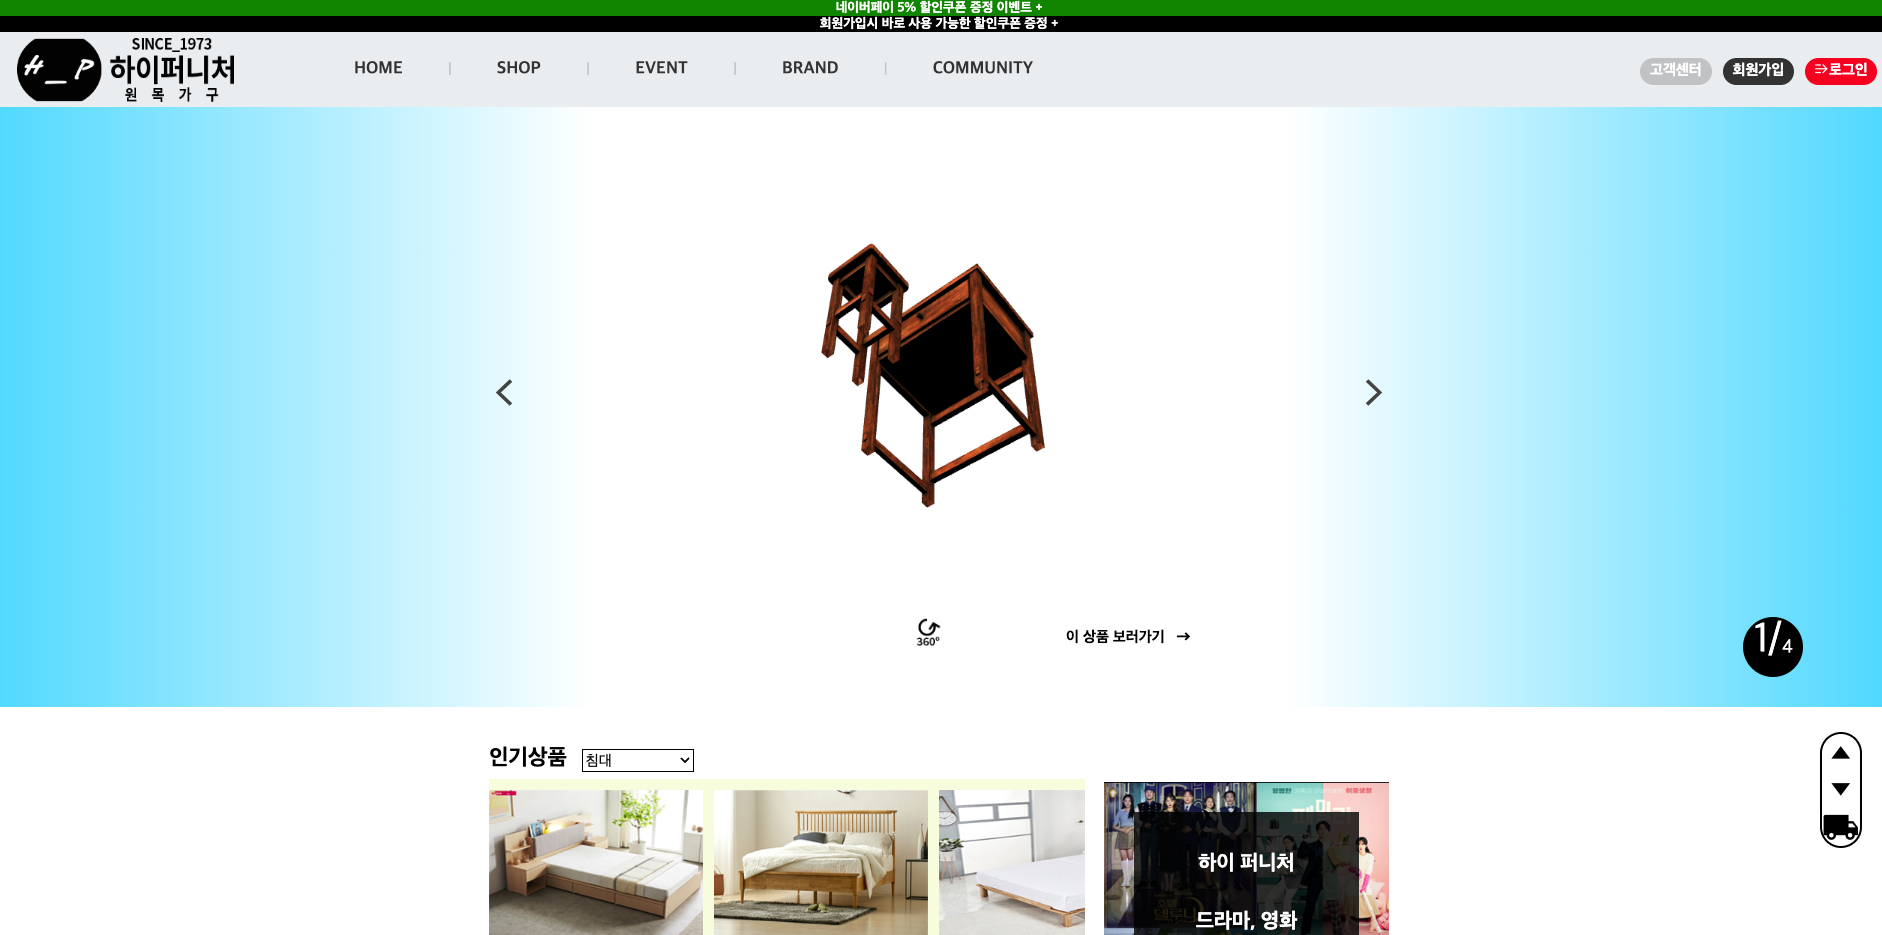 네이버페이 5% 할인쿠폰 증정 이벤트 +
회원가입시 바로 사용 가능한 할인쿠폰 증정 +
H_P
SINCE_1973
하이퍼니처
원 목 가 구
HOME | SHOP | EVENT | BRAND | COMMUNITY
고객센터 회원가입 로그인
360°
이 상품 보러가기 →
1/4
인기상품 침대
하이 퍼니처
드라마, 영화